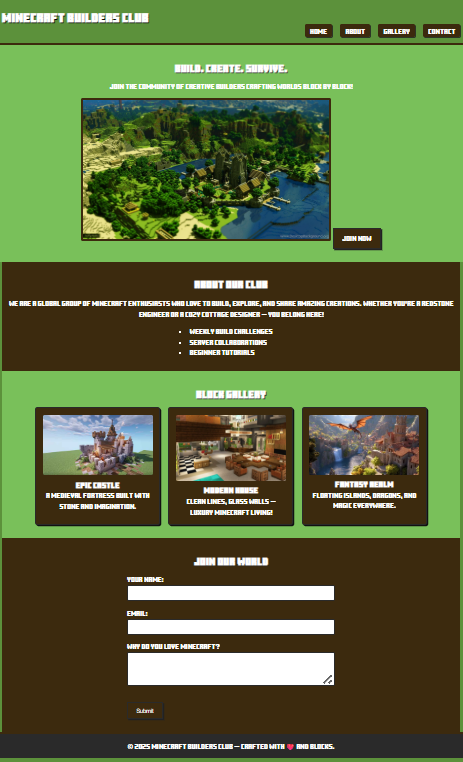 MINECRAFT BUILDERS CLUB
HOME
ABOUT
GALLERY
CONTACT
BUILD. CREATE. SURVIVE.
JOIN THE COMMUNITY OF CREATIVE BUILDERS CRAFTING WORLDS BLOCK BY BLOCK!
JOIN NOW
ABOUT OUR CLUB
WE ARE A GLOBAL GROUP OF MINECRAFT ENTHUSIASTS WHO LOVE TO BUILD, EXPLORE, AND SHARE AMAZING CREATIONS. WHETHER YOU'RE A REDSTONE
ENGINEER OR A COZY COTTAGE DESIGNER — YOU BELONG HERE!
• WEEKLY BUILD CHALLENGES
• SERVER COLLABORATIONS
• BEGINNER TUTORIALS
BLOCK GALLERY
EPIC CASTLE
A MEDIEVAL FORTRESS BUILT WITH
STONE AND IMAGINATION.
MODERN HOUSE
CLEAN LINES, GLASS WALLS —
LUXURY MINECRAFT LIVING!
FANTASY REALM
FLOATING ISLANDS, DRAGONS, AND
MAGIC EVERYWHERE.
JOIN OUR WORLD
YOUR NAME:
EMAIL:
WHY DO YOU LOVE MINECRAFT?
Submit
© 2025 MINECRAFT BUILDERS CLUB — CRAFTED WITH ❤️ AND BLOCKS.